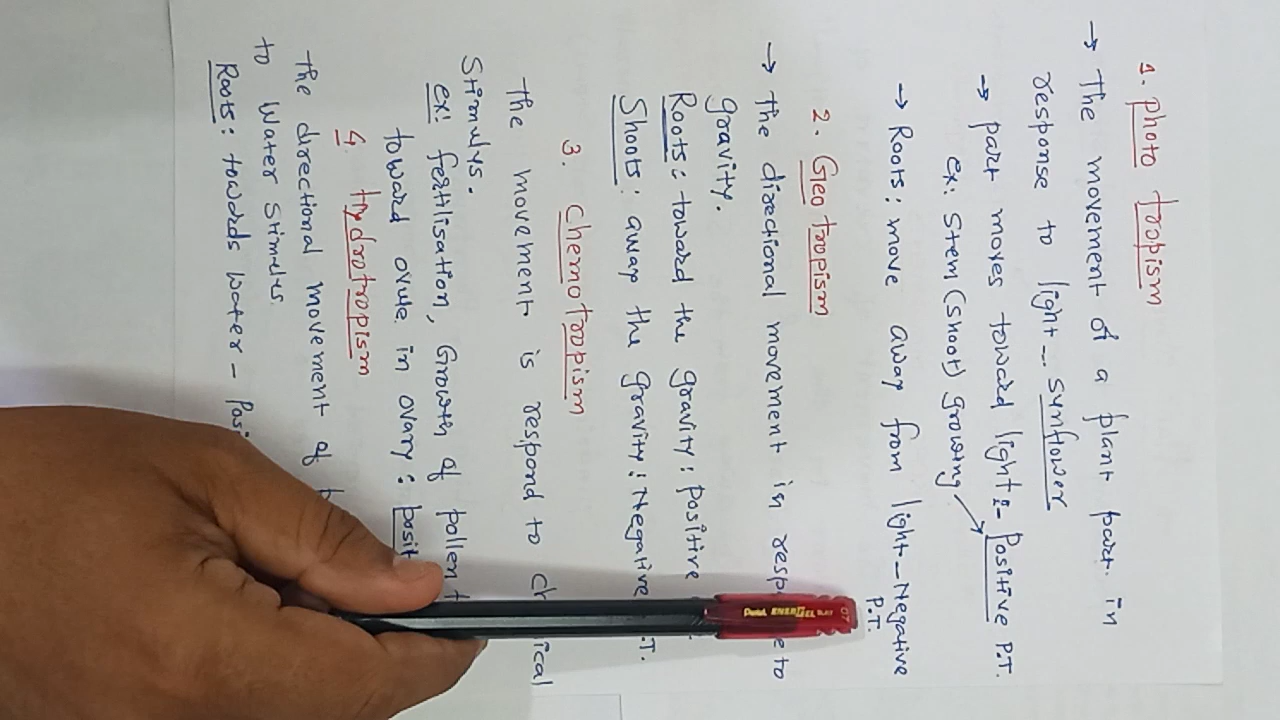 1. Photo tropism
→ The movement of a plant part in
response to light - sunflower
→ part moves toward light:- Positive P.T.
ex: Stem (shoot) growing
→ Roots: move away from light - Negative
P.T.
2. Geo tropism
→ The directional movement in to
gravity.
Roots: toward the gravity: positive
Shoots: away the gravity: Negative .T.
3. Chemotropism
The movement is respond to
Stimulus.
ex: fertilisation, Growth of pollen
toward ovule in ovary:
4. Hydrotropism
The directional movement of
to water stimulus
Roots: towards water -
Pentel ENERGEL 07